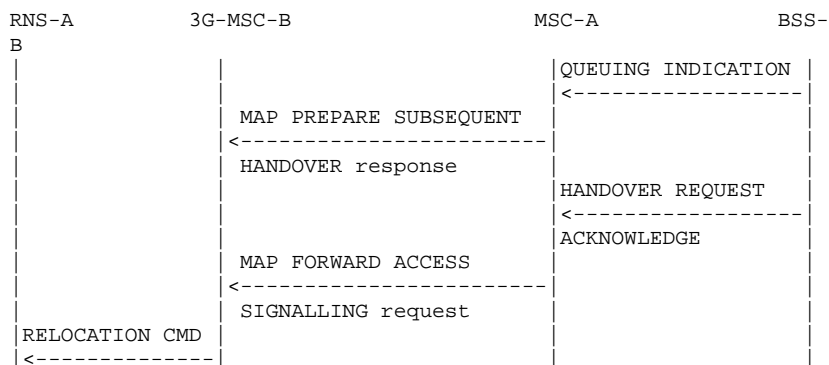 RNS-A 3G-MSC-B MSC-A BSS-
B
QUEUING INDICATION
MAP PREPARE SUBSEQUENT
HANDOVER response
HANDOVER REQUEST
ACKNOWLEDGE
MAP FORWARD ACCESS
SIGNALLING request
RELOCATION CMD